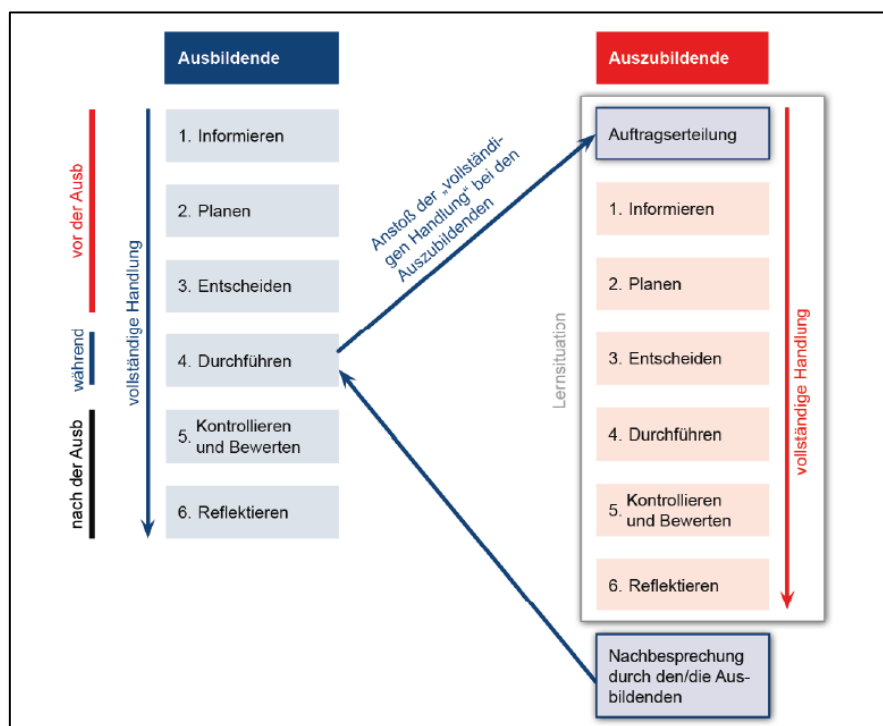 Ausbildende
Auszubildende
vor der Ausb
während
nach der Ausb
vollständige Handlung
1. Informieren
2. Planen
3. Entscheiden
4. Durchführen
5. Kontrollieren
und Bewerten
6. Reflektieren
Anstoß der „vollständi-
gen Handlung“ bei den
Auszubildenden
Lernsituation
Auftragserteilung
1. Informieren
2. Planen
3. Entscheiden
4. Durchführen
5. Kontrollieren
und Bewerten
6. Reflektieren
vollständige Handlung
Nachbesprechung
durch den/die Aus-
bildenden